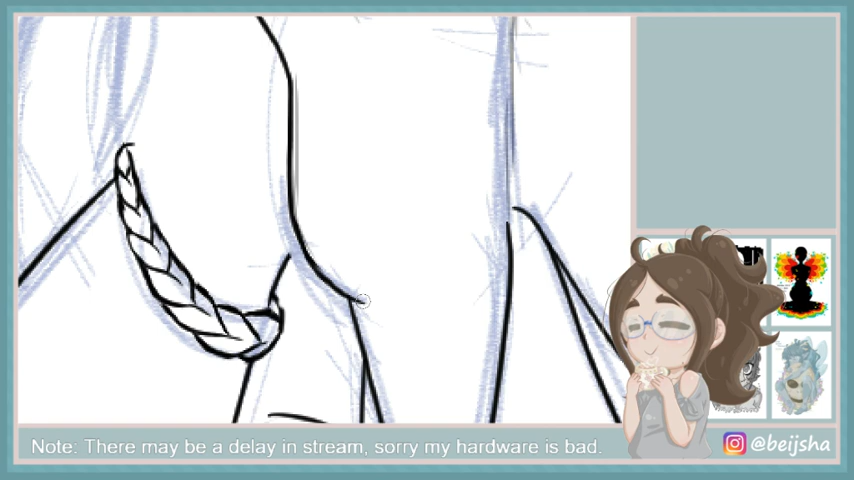 Note: There may be a delay in stream, sorry my hardware is bad.
@beijsha